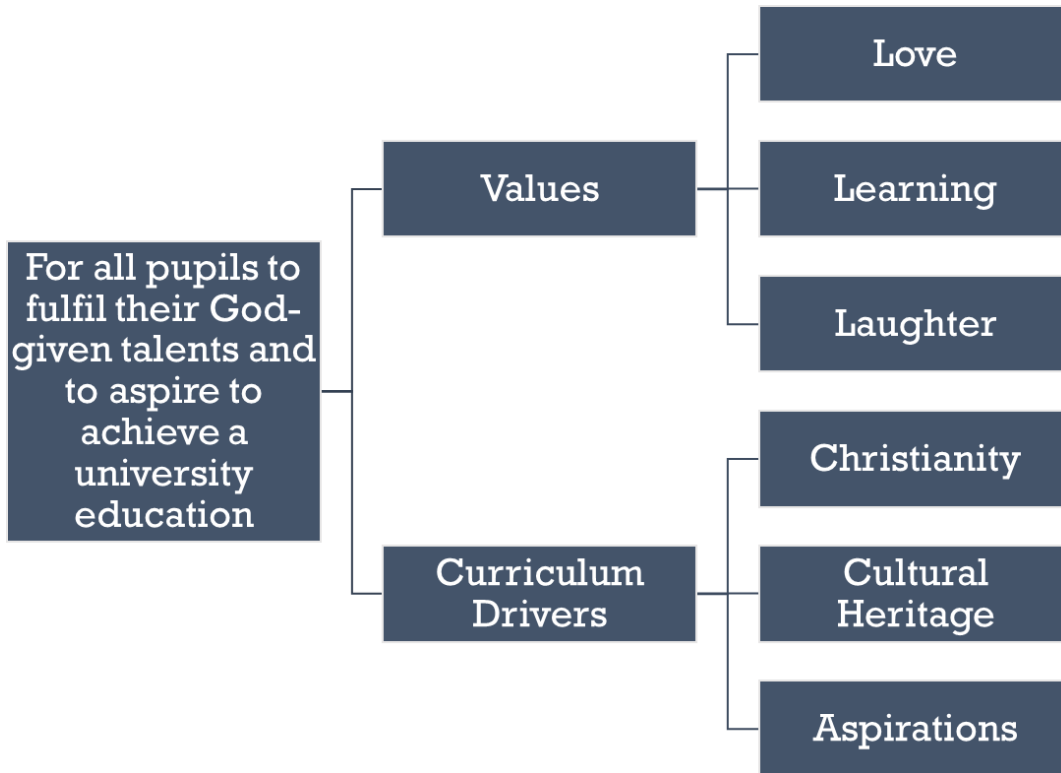 For all pupils to
fulfil their God-
given talents and
to aspire to
achieve a
university
education
Values
Love
Learning
Laughter
Curriculum
Drivers
Christianity
Cultural
Heritage
Aspirations